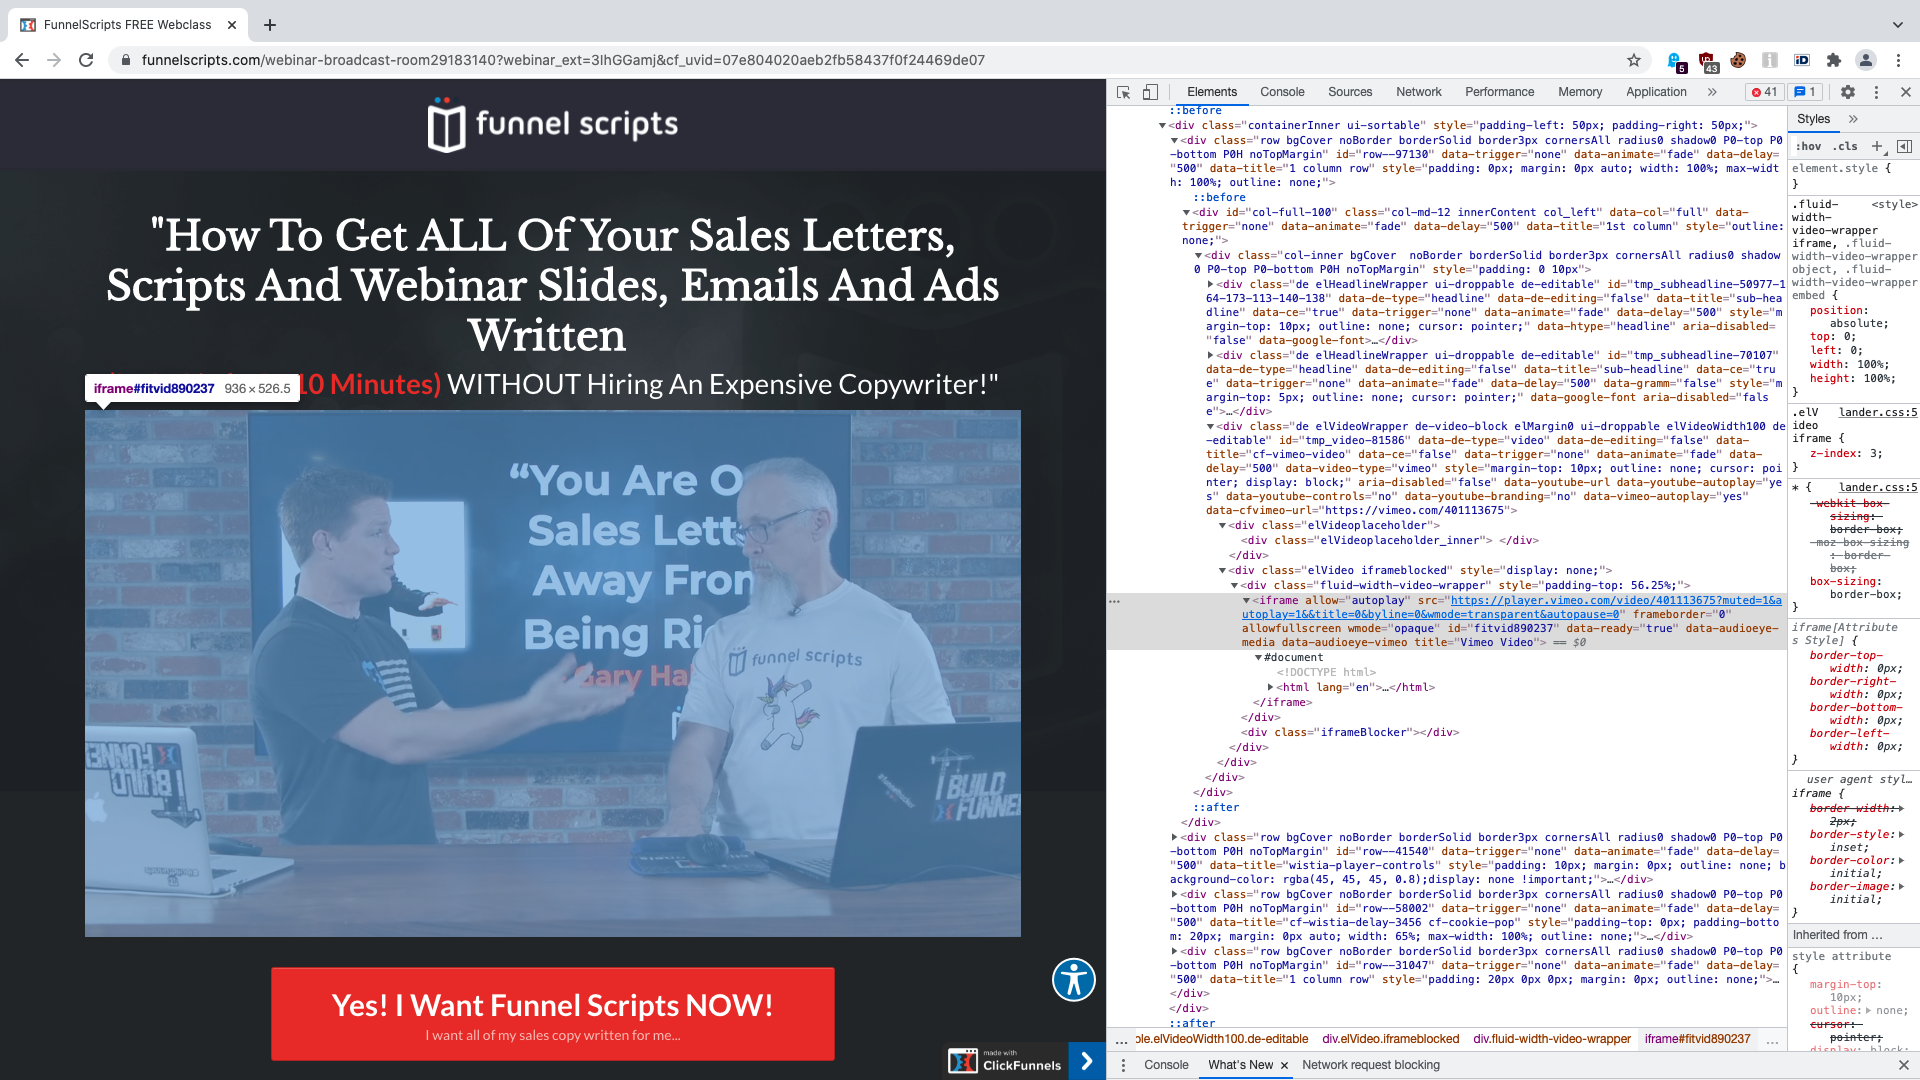 FunnelScripts FREE Webclass
funnelscripts.com/webinar-broadcast-room29183140?webinar_ext=3lhGGamj&cf_uvid=07e804020aeb2fb58437f0f24469de07
5
43
funnel scripts
"How To Get ALL Of Your Sales Letters,
Scripts And Webinar Slides, Emails And Ads
Written
iframe#fitvid890237 936 × 526.5
10 Minutes) WITHOUT Hiring An Expensive Copywriter!"
“You Are O
Sales Lett
Away From
Being Ri
Gary Hal
funnel scripts
I BUILD
FUNNE
Yes! I Want Funnel Scripts NOW!
I want all of my sales copy written for me...
made with
ClickFunnels
Elements Console Sources Network Performance Memory Application 41 1
::before
<div class="containerInner ui-sortable" style="padding-left: 50px; padding-right: 50px;">
<div class="row bgCover noBorder borderSolid border3px cornersAll radius0 shadow0 P0-top P0
-bottom P0H noTopMargin" id="row--97130" data-trigger="none" data-animate="fade" data-delay=
"500" data-title="1 column row" style="padding: 0px; margin: 0px auto; width: 100%; max-widt
h: 100%; outline: none;">
::before
<div id="col-full-100" class="col-md-12 innerContent col_left" data-col="full" data-
trigger="none" data-animate="fade" data-delay="500" data-title="1st column" style="outline:
none;">
<div class="col-inner bgCover  noBorder borderSolid border3px cornersAll radius0 shadow
0 P0-top P0-bottom P0H noTopMargin" style="padding: 0 10px">
<div class="de elHeadlineWrapper ui-droppable de-editable" id="tmp_subheadline-50977-1
64-173-113-140-138" data-de-type="headline" data-de-editing="false" data-title="sub-hea
dline" data-ce="true" data-trigger="none" data-animate="fade" data-delay="500" style="m
argin-top: 10px; outline: none; cursor: pointer;" data-htype="headline" aria-disabled=
"false" data-google-font>…</div>
<div class="de elHeadlineWrapper ui-droppable de-editable" id="tmp_subheadline-70107"
data-de-type="headline" data-de-editing="false" data-title="sub-headline" data-ce="tru
e" data-trigger="none" data-animate="fade" data-delay="500" data-gramm="false" style="m
argin-top: 5px; outline: none; cursor: pointer;" data-google-font aria-disabled="fals
e">…</div>
<div class="de elVideoWrapper de-video-block elMargin0 ui-droppable elVideoWidth100 de
-editable" id="tmp_video-81586" data-de-type="video" data-de-editing="false" data-
title="cf-vimeo-video" data-ce="false" data-trigger="none" data-animate="fade" data-
delay="500" data-video-type="vimeo" style="margin-top: 10px; outline: none; cursor: poi
nter; display: block;" aria-disabled="false" data-youtube-url data-youtube-autoplay="ye
s" data-youtube-controls="no" data-youtube-branding="no" data-vimeo-autoplay="yes"
data-cfvimeo-url="https://vimeo.com/401113675">
<div class="elVideoplaceholder">
<div class="elVideoplaceholder_inner"> </div>
</div>
<div class="elVideo iframeblocked" style="display: none;">
<div class="fluid-width-video-wrapper" style="padding-top: 56.25%;">
<iframe allow="autoplay" src="https://player.vimeo.com/video/401113675?muted=1&a
utoplay=1&&title=0&byline=0&wmode=transparent&autopause=0" frameborder="0"
allowfullscreen wmode="opaque" id="fitvid890237" data-ready="true" data-audioeye-
media data-audioeye-vimeo title="Vimeo Video"> == $0
#document
<!DOCTYPE html>
<html lang="en">…</html>
</iframe>
</div>
<div class="iframeBlocker"></div>
</div>
</div>
</div>
</div>
::after
</div>
<div class="row bgCover noBorder borderSolid border3px cornersAll radius0 shadow0 P0-top P0
-bottom P0H noTopMargin" id="row--41540" data-trigger="none" data-animate="fade" data-delay=
"500" data-title="wistia-player-controls" style="padding: 10px; margin: 0px; outline: none; b
ackground-color: rgba(45, 45, 45, 0.8);display: none !important;">…</div>
<div class="row bgCover noBorder borderSolid border3px cornersAll radius0 shadow0 P0-top P0
-bottom P0H noTopMargin" id="row--58002" data-trigger="none" data-animate="fade" data-delay=
"500" data-title="cf-wistia-delay-3456 cf-cookie-pop" style="padding-top: 0px; padding-botto
m: 20px; margin: 0px auto; width: 65%; max-width: 100%; outline: none;">…</div>
<div class="row bgCover noBorder borderSolid border3px cornersAll radius0 shadow0 P0-top P0
-bottom P0H noTopMargin" id="row--31047" data-trigger="none" data-animate="fade" data-delay=
"500" data-title="1 column row" style="padding: 20px 0px 0px; margin: 0px; outline: none;">…
</div>
</div>
::after
… ole.elVideoWidth100.de-editable div.elVideo.iframeblocked div.fluid-width-video-wrapper iframe#fitvid890237 …
Console What's New × Network request blocking
Styles
:hov .cls +
element.style {
}
.fluid- <style>
width-
video-wrapper
iframe, .fluid-
width-video-wrapper
object, .fluid-
width-video-wrapper
embed {
position:
absolute;
top: 0;
left: 0;
width: 100%;
height: 100%;
}
.elV lander.css:5
ideo
iframe {
z-index: 3;
}
* { lander.css:5
-webkit-box-
sizing:
border-box;
-moz-box-sizing
: border-
box;
box-sizing:
border-box;
}
iframe[Attribute
s Style] {
border-top-
width: 0px;
border-right-
width: 0px;
border-bottom-
width: 0px;
border-left-
width: 0px;
}
user agent styl…
iframe {
border-width:
2px;
border-style:
inset;
border-color:
initial;
border-image:
initial;
}
Inherited from …
style attribute
{
margin-top:
10px;
outline: none;
cursor:
pointer;
display: block;